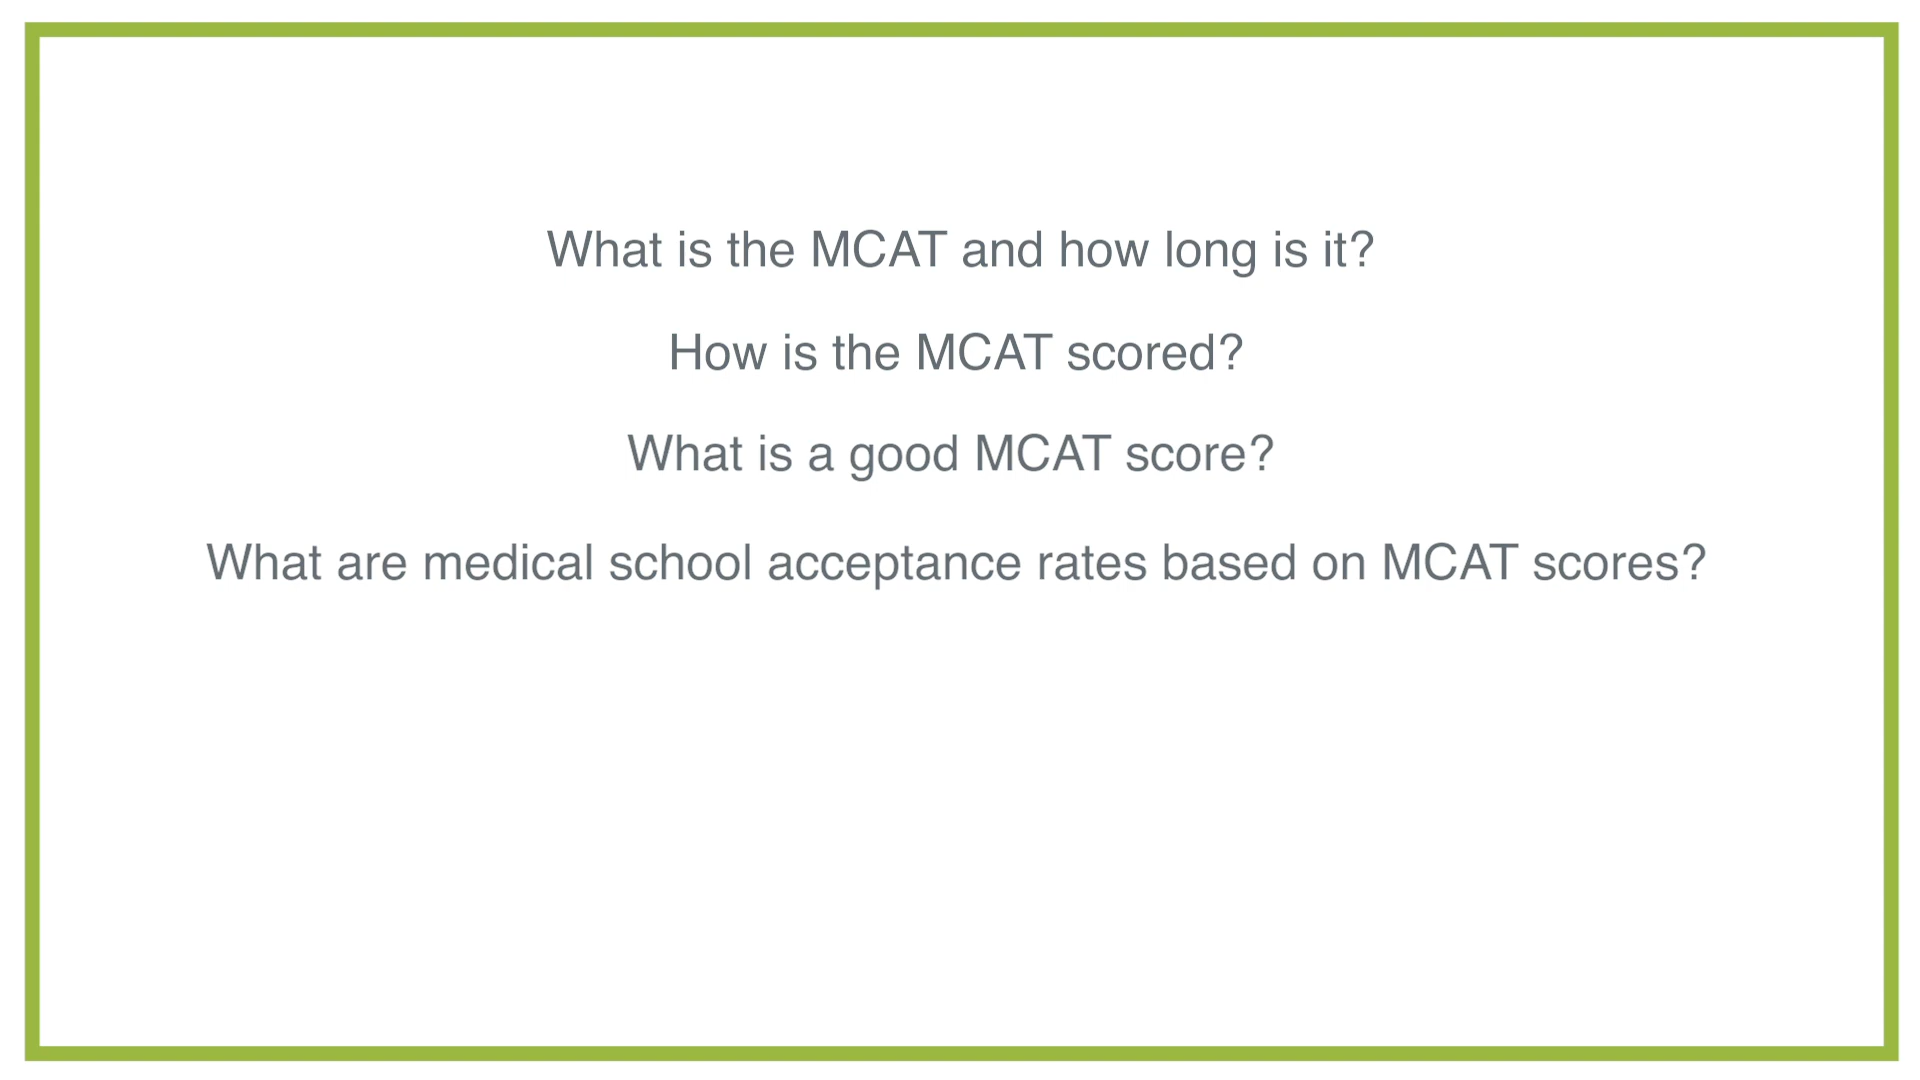 What is the MCAT and how long is it?
How is the MCAT scored?
What is a good MCAT score?
What are medical school acceptance rates based on MCAT scores?